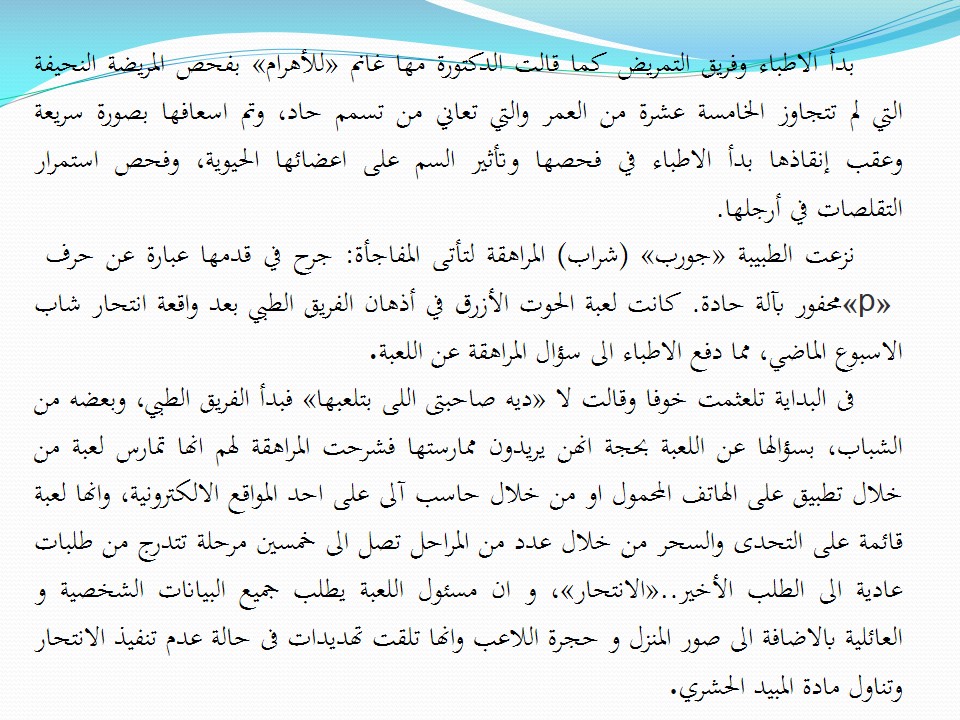 بدأ الاطباء وفريق التمريض كما قالت الدكتورة مها غانم «للأهرام» بفحص المريضة النحيفة
التي لم تتجاوز الخامسة عشرة من العمر والتي تعاني من تسمم حاد، وتم اسعافها بصورة سريعة
وعقب إنقاذها بدأ الاطباء في فحصها وتأثير السم على اعضائها الحيوية، وفحص استمرار
التقلصات في أرجلها.
نزعت الطبيبة «جورب» (شراب) المراهقة لتأتى المفاجأة: جرح في قدمها عبارة عن حرف
«p»محفور بآلة حادة. كانت لعبة الحوت الأزرق في أذهان الفريق الطبي بعد واقعة انتحار شاب
الاسبوع الماضي، مما دفع الاطباء الى سؤال المراهقة عن اللعبة.
فى البداية تلعثمت خوفا وقالت لا «ديه صاحبتى اللى بتلعبها» فبدأ الفريق الطبي، وبعضه من
الشباب، بسؤالها عن اللعبة بحجة انهن يريدون ممارستها فشرحت المراهقة لهم انها تمارس لعبة من
خلال تطبيق على الهاتف المحمول او من خلال حاسب آلى على احد المواقع الالكترونية، وانها لعبة
قائمة على التحدى والسحر من خلال عدد من المراحل تصل الى خمسين مرحلة تتدرج من طلبات
عادية الى الطلب الأخير..«الانتحار»، و ان مسئول اللعبة يطلب جميع البيانات الشخصية و
العائلية بالاضافة الى صور المنزل و حجرة اللاعب وانها تلقت تهديدات فى حالة عدم تنفيذ الانتحار
وتناول مادة المبيد الحشري.